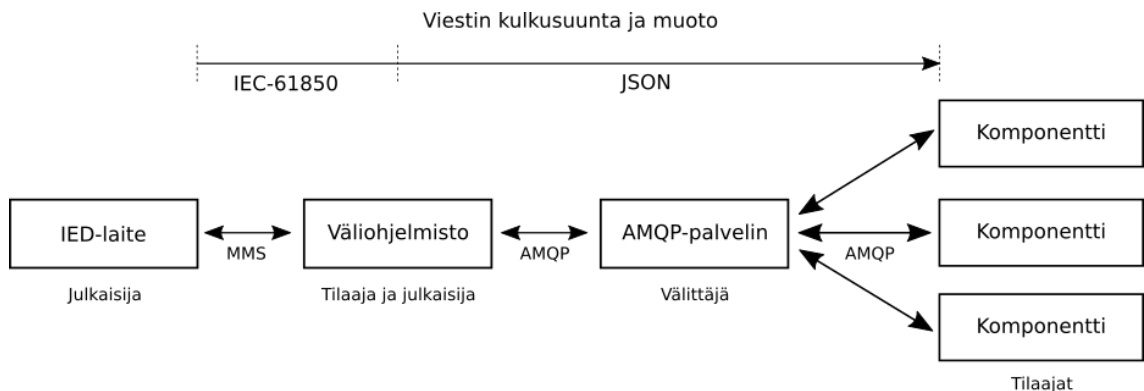 Viestin kulkusuunta ja muoto
IEC-61850
JSON
Komponentti
IED-laite
MMS
Väliohjelmisto
AMQP
AMQP-palvelin
AMQP
Komponentti
Julkaisija
Tilaaja ja julkaisija
Välittäjä
Komponentti
Tilaajat